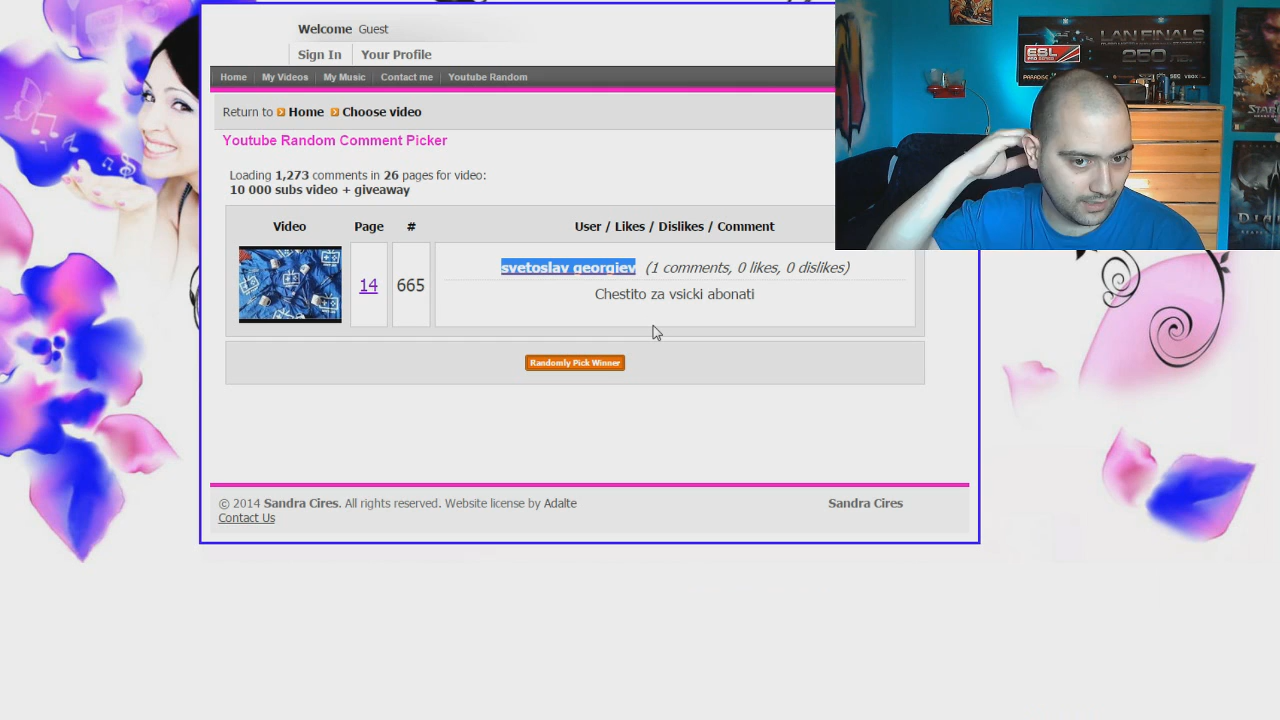 Welcome Guest
Sign In Your Profile
Home My Videos My Music Contact me Youtube Random
Return to Home Choose video
Youtube Random Comment Picker
Loading 1,273 comments in 26 pages for video:
10 000 subs video + giveaway
Video Page # User / Likes / Dislikes / Comment
14 665 svetoslav georgiev (1 comments, 0 likes, 0 dislikes)
Chestito za vsicki abonati
Randomly Pick Winner
© 2014 Sandra Cires. All rights reserved. Website license by Adalte Sandra Cires
Contact Us
LAN FINALS
ESL
250